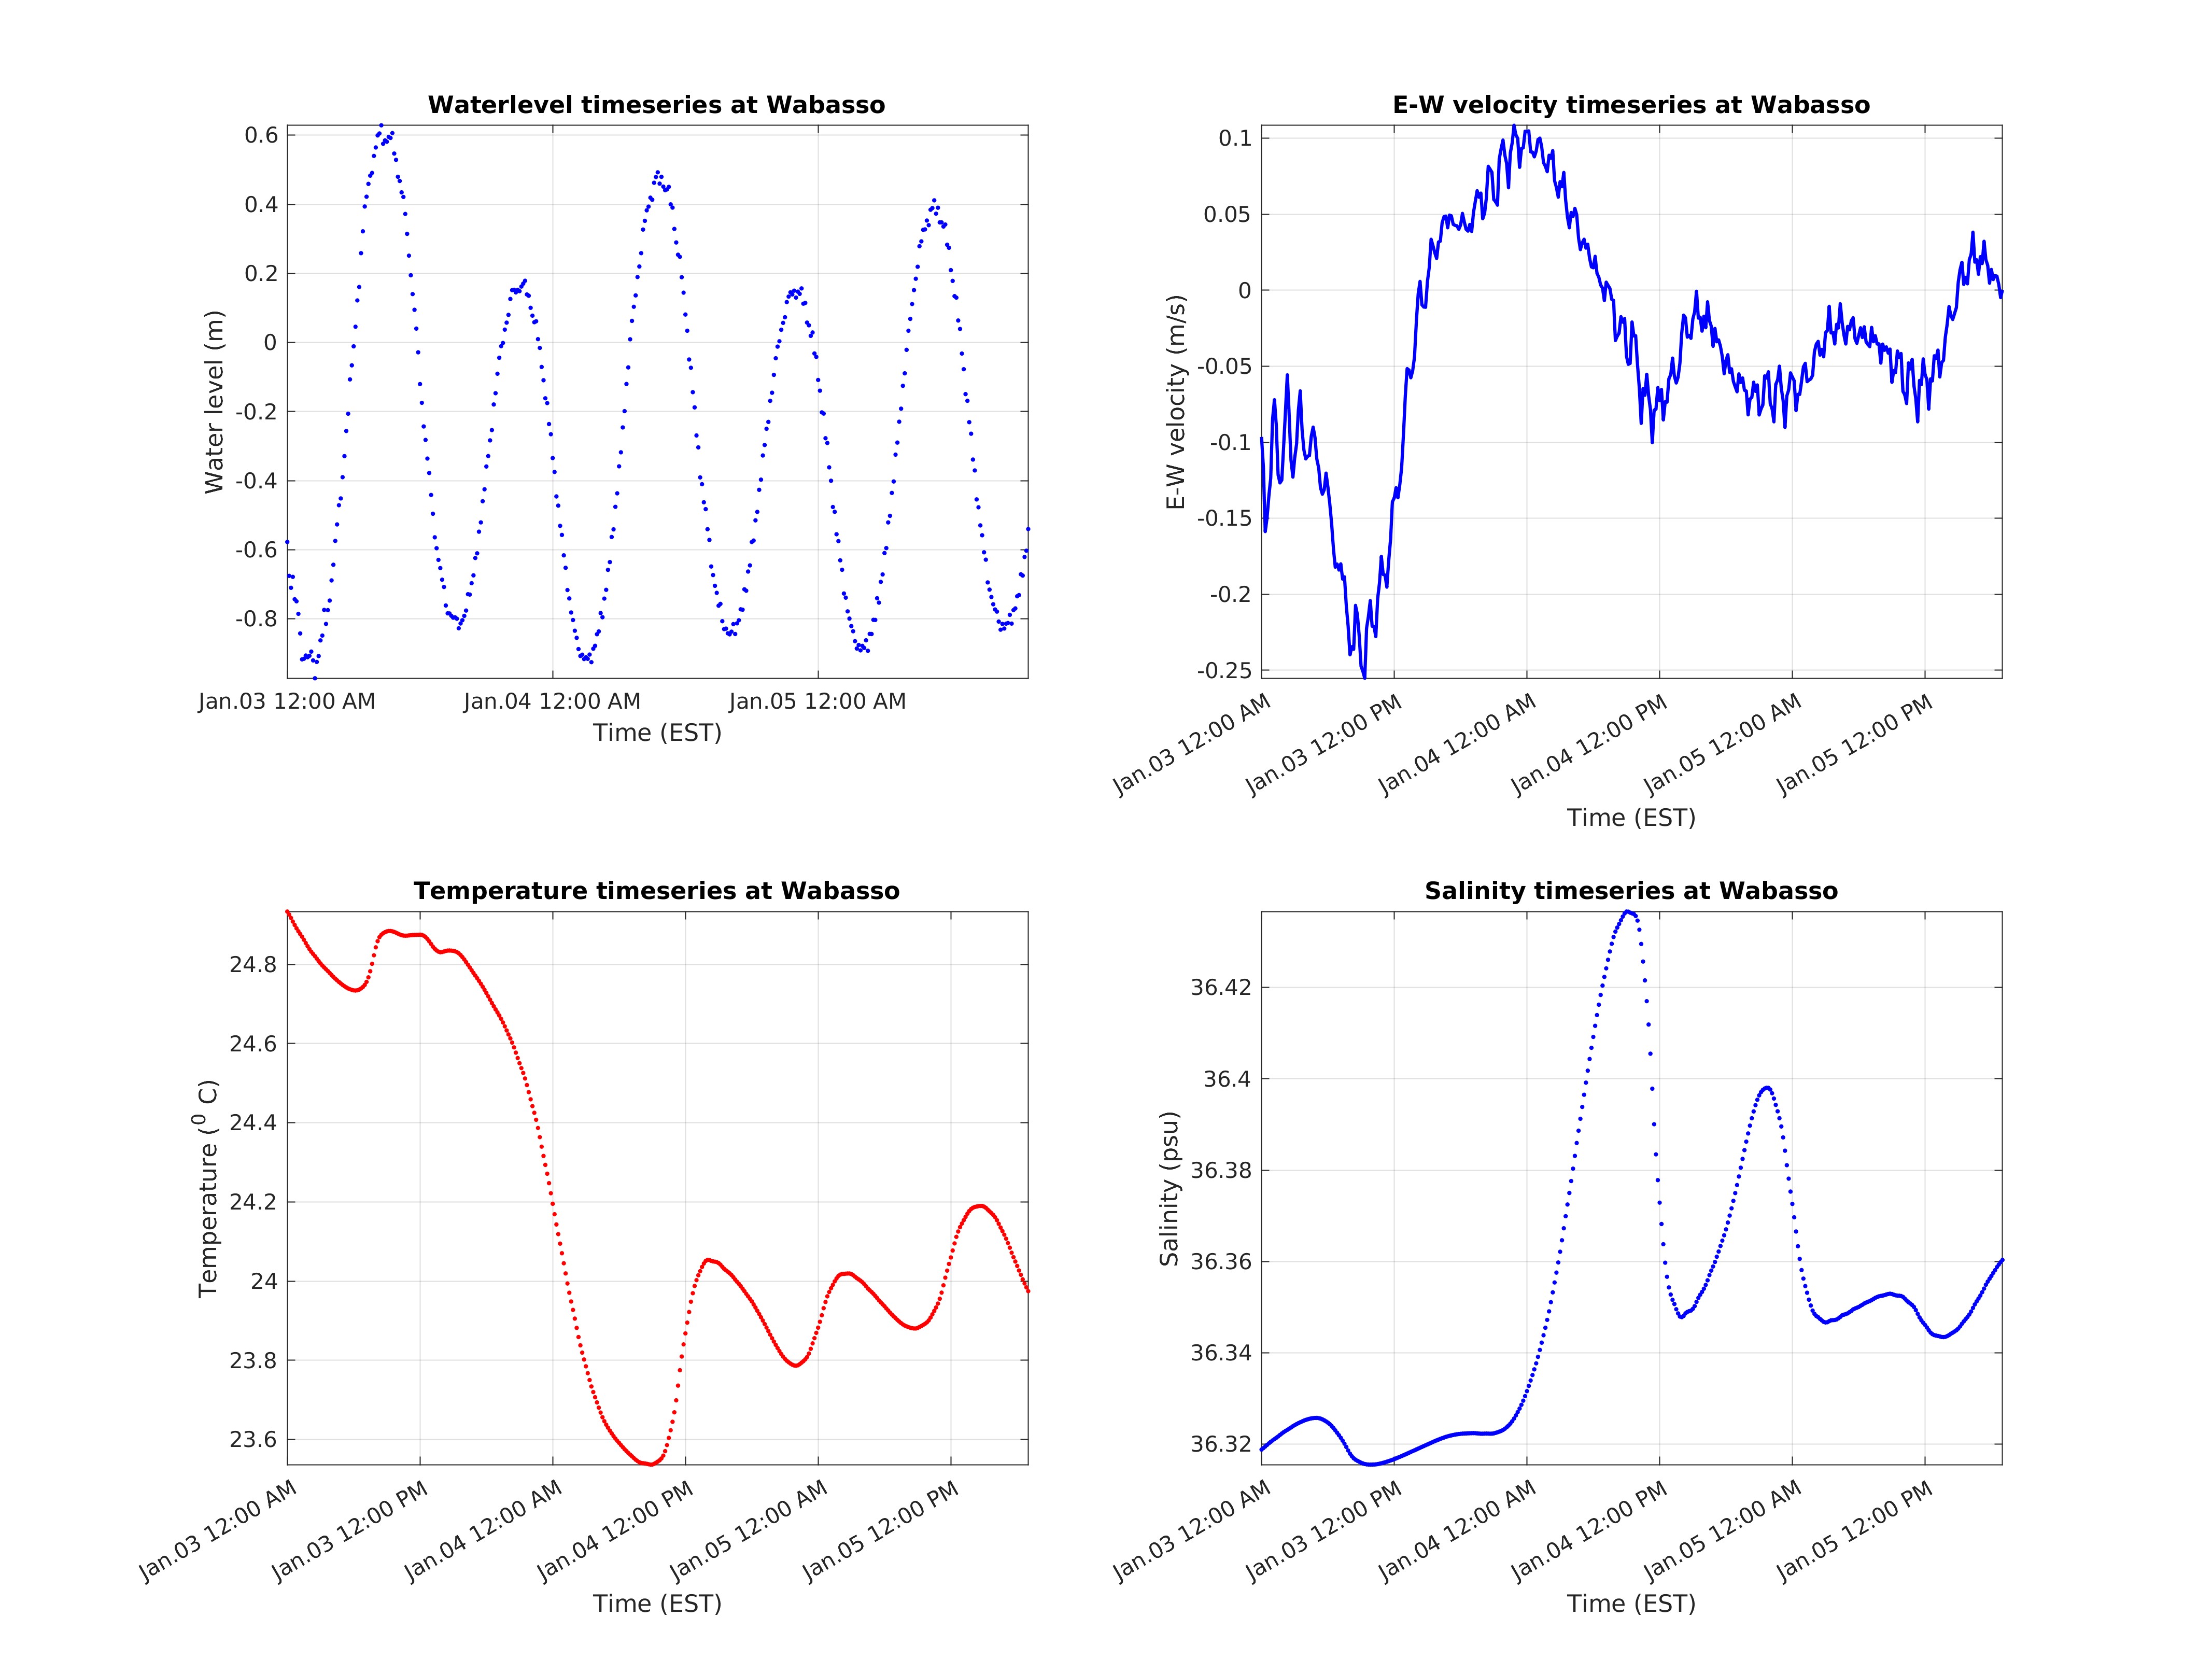 Waterlevel timeseries at Wabasso
0.6
0.4
0.2
0
-0.2
-0.4
-0.6
-0.8
Water level (m)
Jan.03 12:00 AM
Jan.04 12:00 AM
Jan.05 12:00 AM
Time (EST)
E-W velocity timeseries at Wabasso
0.1
0.05
0
-0.05
-0.1
-0.15
-0.2
-0.25
E-W velocity (m/s)
Jan.03 12:00 AM
Jan.03 12:00 PM
Jan.04 12:00 AM
Jan.04 12:00 PM
Jan.05 12:00 AM
Jan.05 12:00 PM
Time (EST)
Temperature timeseries at Wabasso
24.8
24.6
24.4
24.2
24
23.8
23.6
Temperature (⁰ C)
Jan.03 12:00 AM
Jan.03 12:00 PM
Jan.04 12:00 AM
Jan.04 12:00 PM
Jan.05 12:00 AM
Jan.05 12:00 PM
Time (EST)
Salinity timeseries at Wabasso
36.42
36.4
36.38
36.36
36.34
36.32
Salinity (psu)
Jan.03 12:00 AM
Jan.03 12:00 PM
Jan.04 12:00 AM
Jan.04 12:00 PM
Jan.05 12:00 AM
Jan.05 12:00 PM
Time (EST)